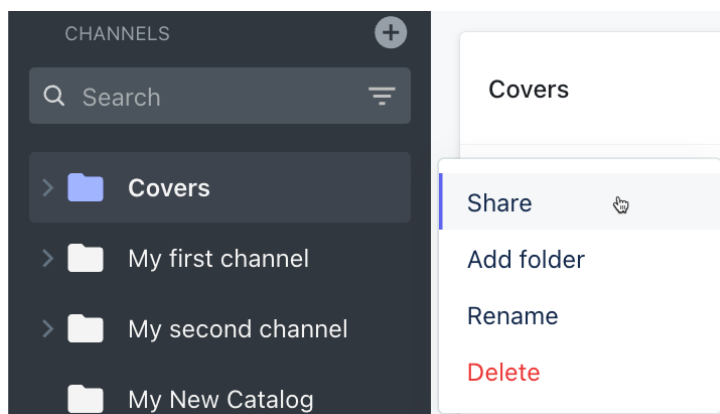 CHANNELS
Search
Covers
My first channel
My second channel
My New Catalog
Covers
Share
Add folder
Rename
Delete